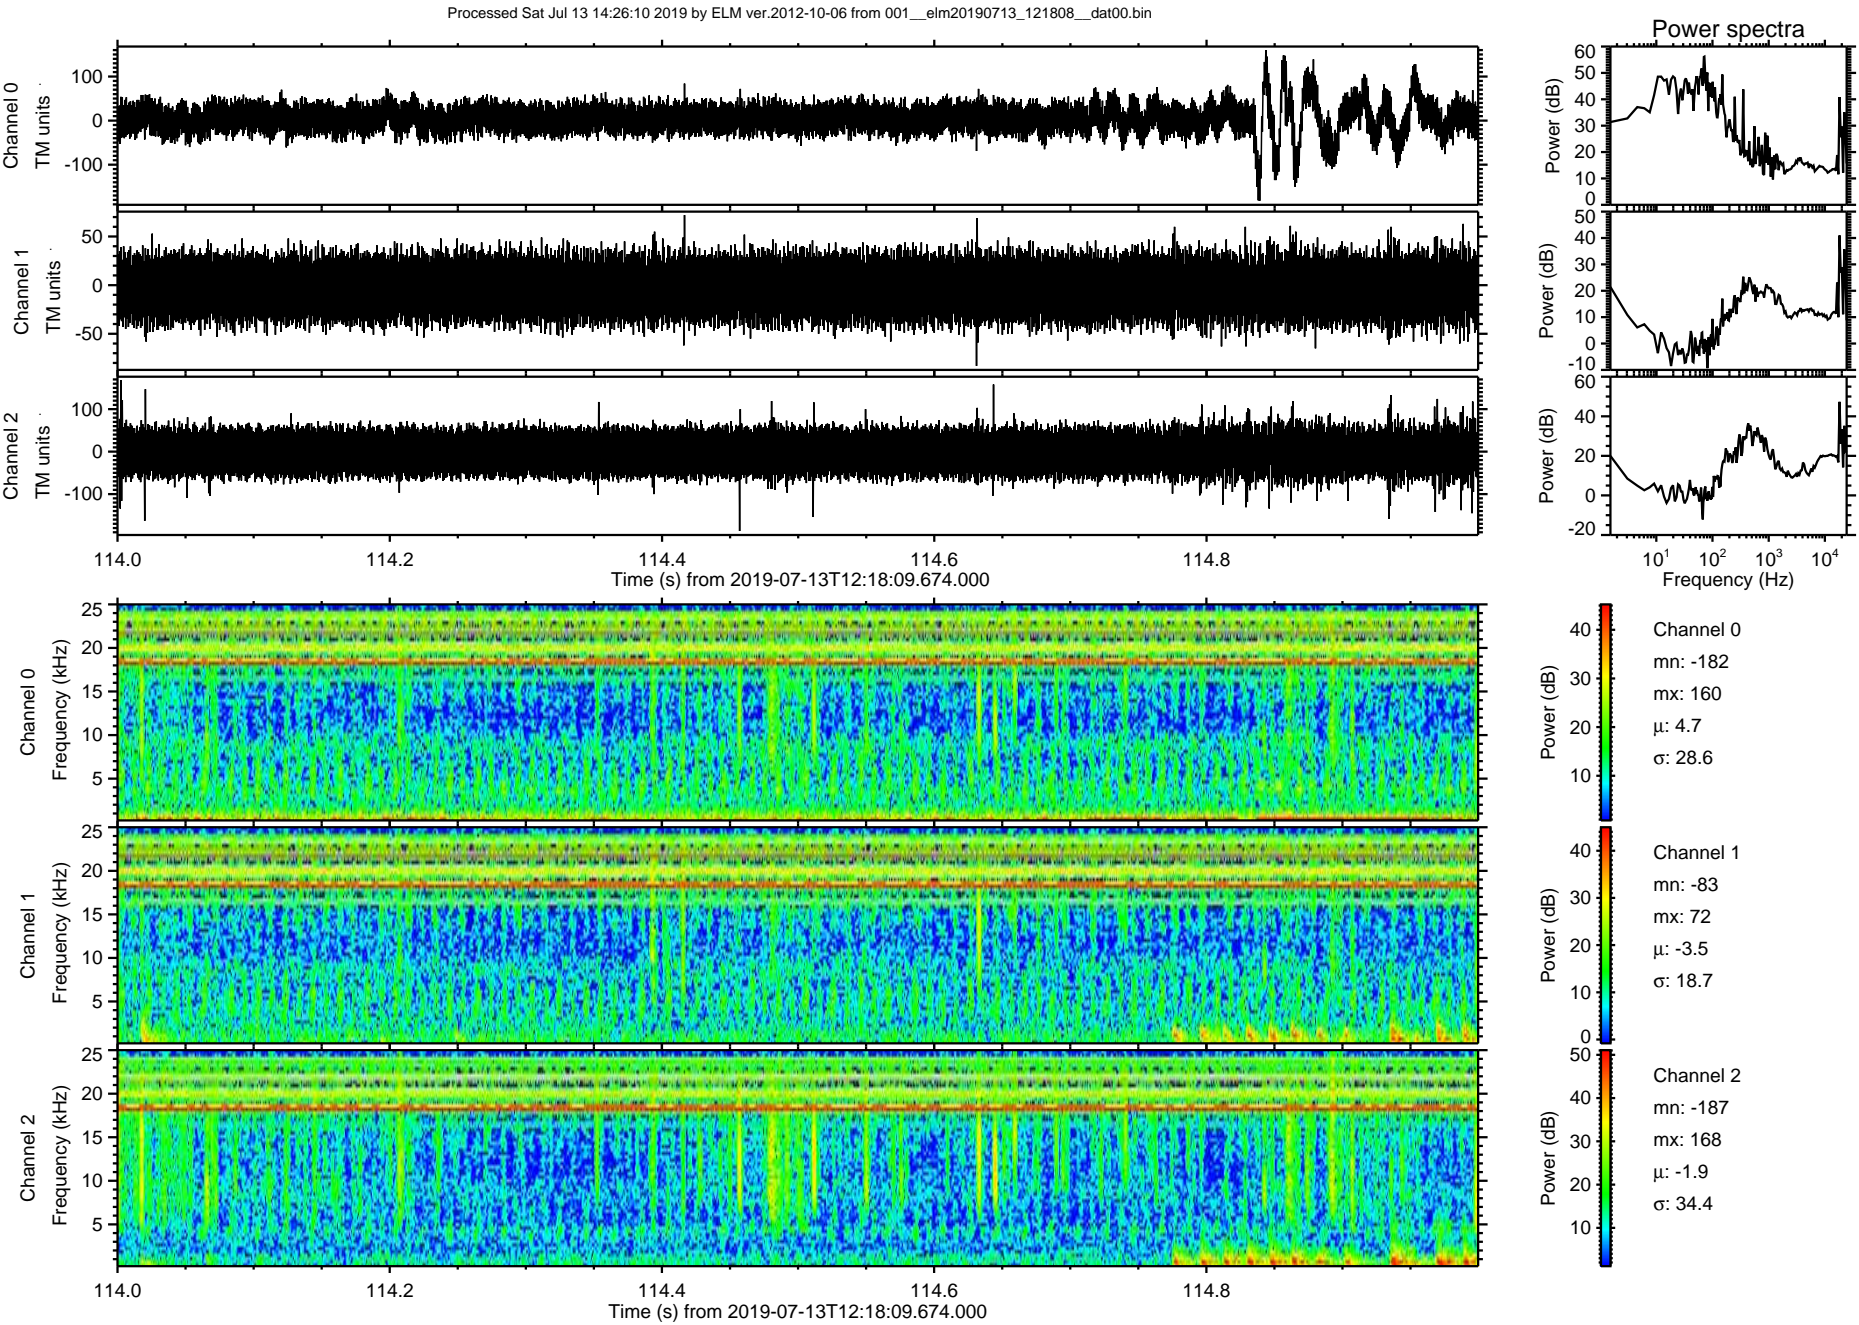 Processed Sat Jul 13 14:26:10 2019 by ELM ver.2012-10-06 from 001__elm20190713_121808__dat00.bin
Power spectra
Channel 0
TM units
100
0
-100
Power (dB)
60
50
40
30
20
10
0
Channel 1
TM units
50
0
-50
Power (dB)
50
40
30
20
10
0
-10
Channel 2
TM units
100
0
-100
Power (dB)
60
40
20
0
-20
114.0 114.2 114.4 114.6 114.8
Time (s) from 2019-07-13T12:18:09.674.000
10^1 10^2 10^3 10^4
Frequency (Hz)
Channel 0
Frequency (kHz)
25
20
15
10
5
Power (dB)
40
30
20
10
Channel 0
mn: -182
mx: 160
μ: 4.7
σ: 28.6
Channel 1
Frequency (kHz)
25
20
15
10
5
Power (dB)
40
30
20
10
0
Channel 1
mn: -83
mx: 72
μ: -3.5
σ: 18.7
Channel 2
Frequency (kHz)
25
20
15
10
5
Power (dB)
50
40
30
20
10
Channel 2
mn: -187
mx: 168
μ: -1.9
σ: 34.4
114.0 114.2 114.4 114.6 114.8
Time (s) from 2019-07-13T12:18:09.674.000